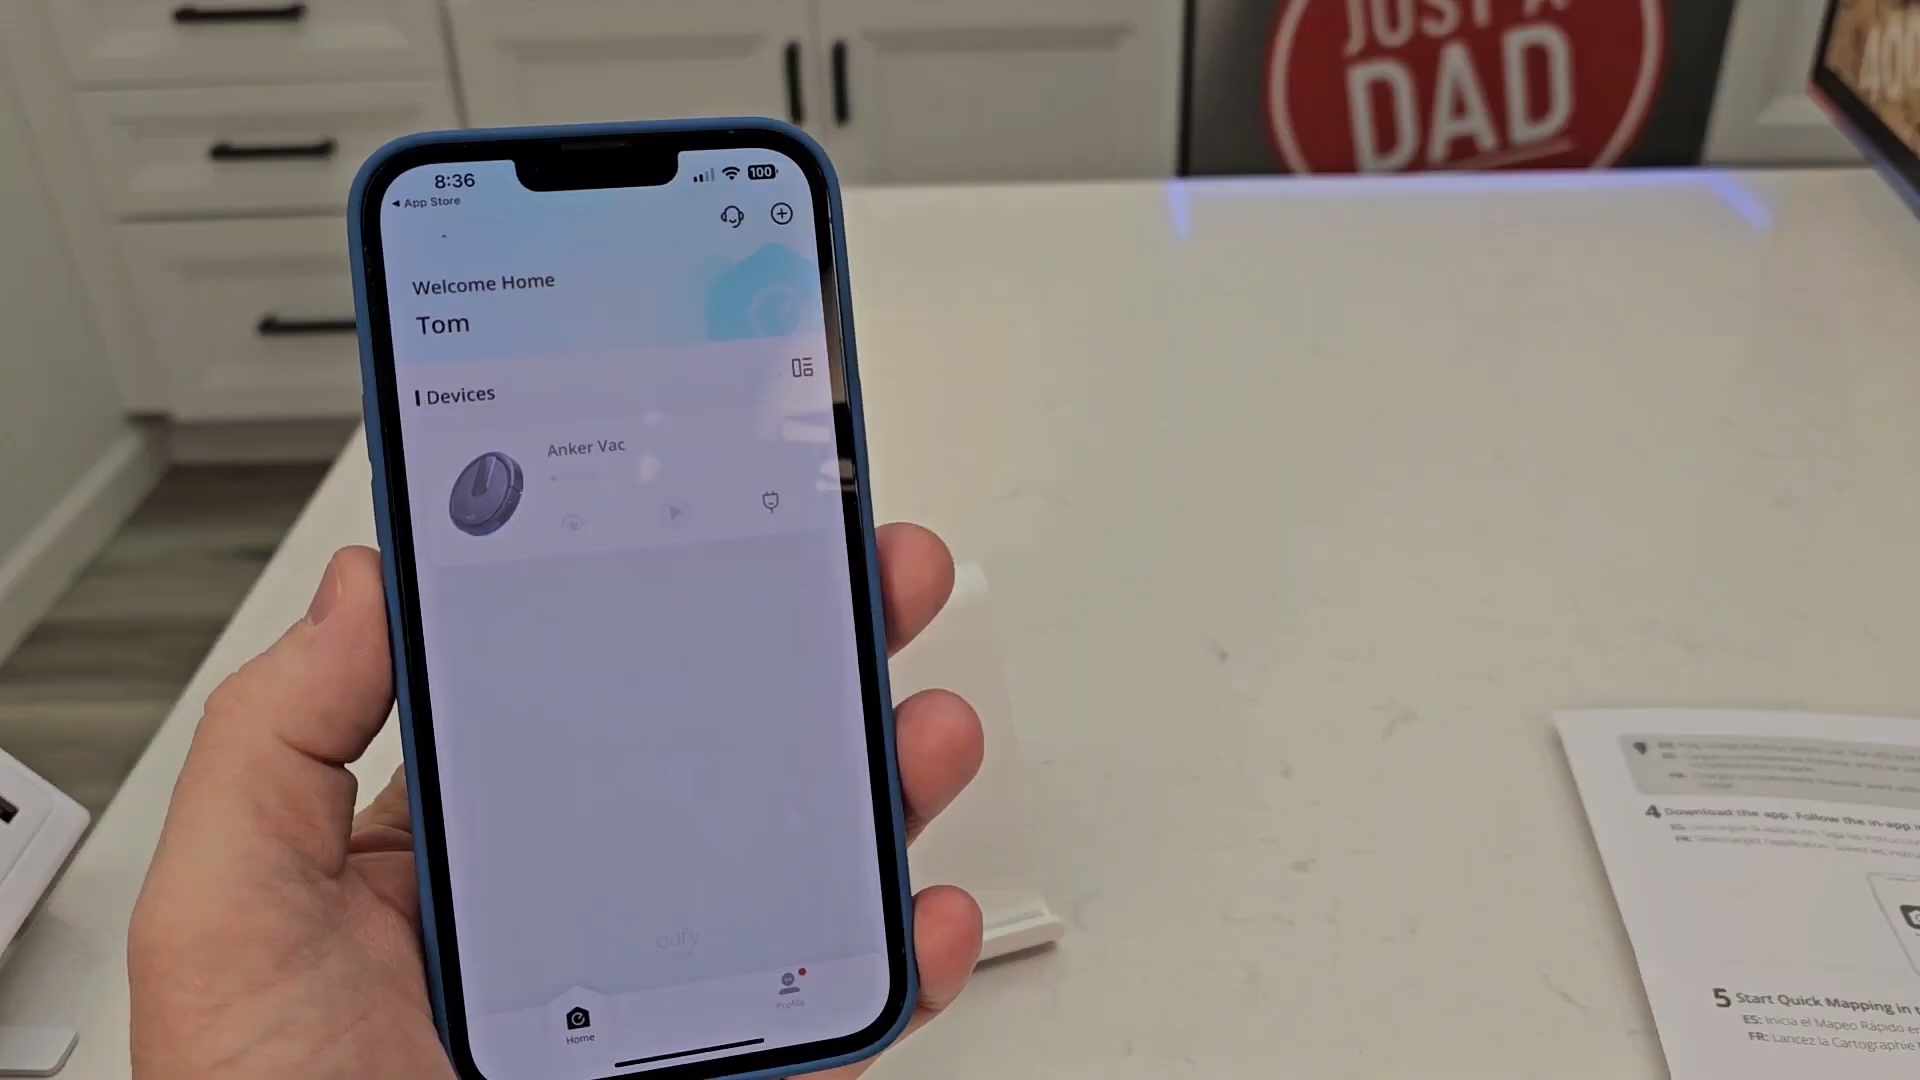 JUST A
DAD
400
8:36
100
App Store
Welcome Home
Tom
Devices
Anker Vac
eufy
Home
Profile
4 Download the app. Follow the in-app
5 Start Quick Mapping in
ES: Inicia el Mapeo Rápido en
FR: Lancez la Cartographie